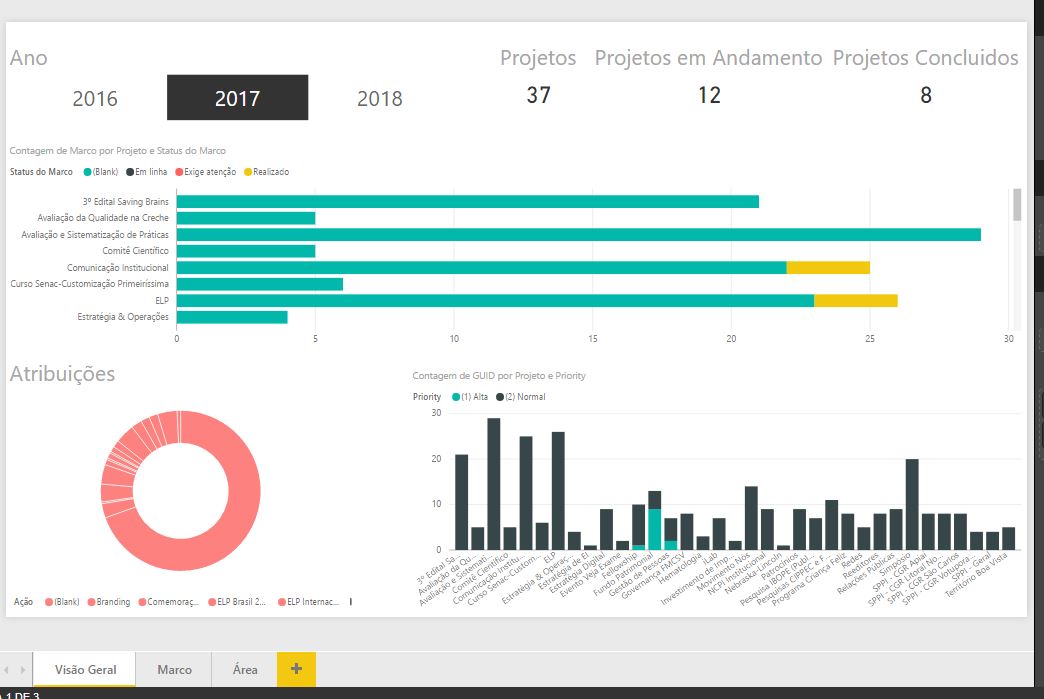 Ano
Projetos
Projetos em Andamento
Projetos Concluidos
2016
2017
2018
37
12
8
Contagem de Marco por Projeto e Status do Marco
Status do Marco
(Blank)
Em linha
Exige atenção
Realizado
3º Edital Saving Brains
Avaliação da Qualidade na Creche
Avaliação e Sistematização de Práticas
Comitê Científico
Comunicação Institucional
Curso Senac-Customização Primeiríssima
ELP
Estratégia & Operações
0 5 10 15 20 25 30
Atribuições
Ação
(Blank)
Branding
Comemoraç...
ELP Brasil 2...
ELP Internac...
Contagem de GUID por Projeto e Priority
Priority
(1) Alta
(2) Normal
30
20
10
0
3º Edital Sa...
Avaliação da Qu...
Avaliação e Sistemati...
Comitê Científico
Comunicação Institu...
Curso Senac-Custom...
ELP
Estratégia & Operaç...
Estratégia de EI
Estratégia Digital
Evento Veja Exame
Fellowship
Fundo Patrimonial
Gestão de Pessoas
Governança FMCSV
Hematologia
iLab
Investimento de Imp...
Movimento Nós
NCPI Institucional
Nebraska-Lincoln
Patrocínios
Pesquisa IBOPE (Publ...
Pesquisas CIPPEC e F...
Programa Criança Feliz
Redes
Reeditores
Relações Públicas
Simpósio
SPPI - CGR Apiaí
SPPI - CGR Litoral No...
SPPI - CGR São Carlos
SPPI - CGR Votupora...
SPPI - Geral
Território Boa Vista
Visão Geral
Marco
Área
+
1 DE 3